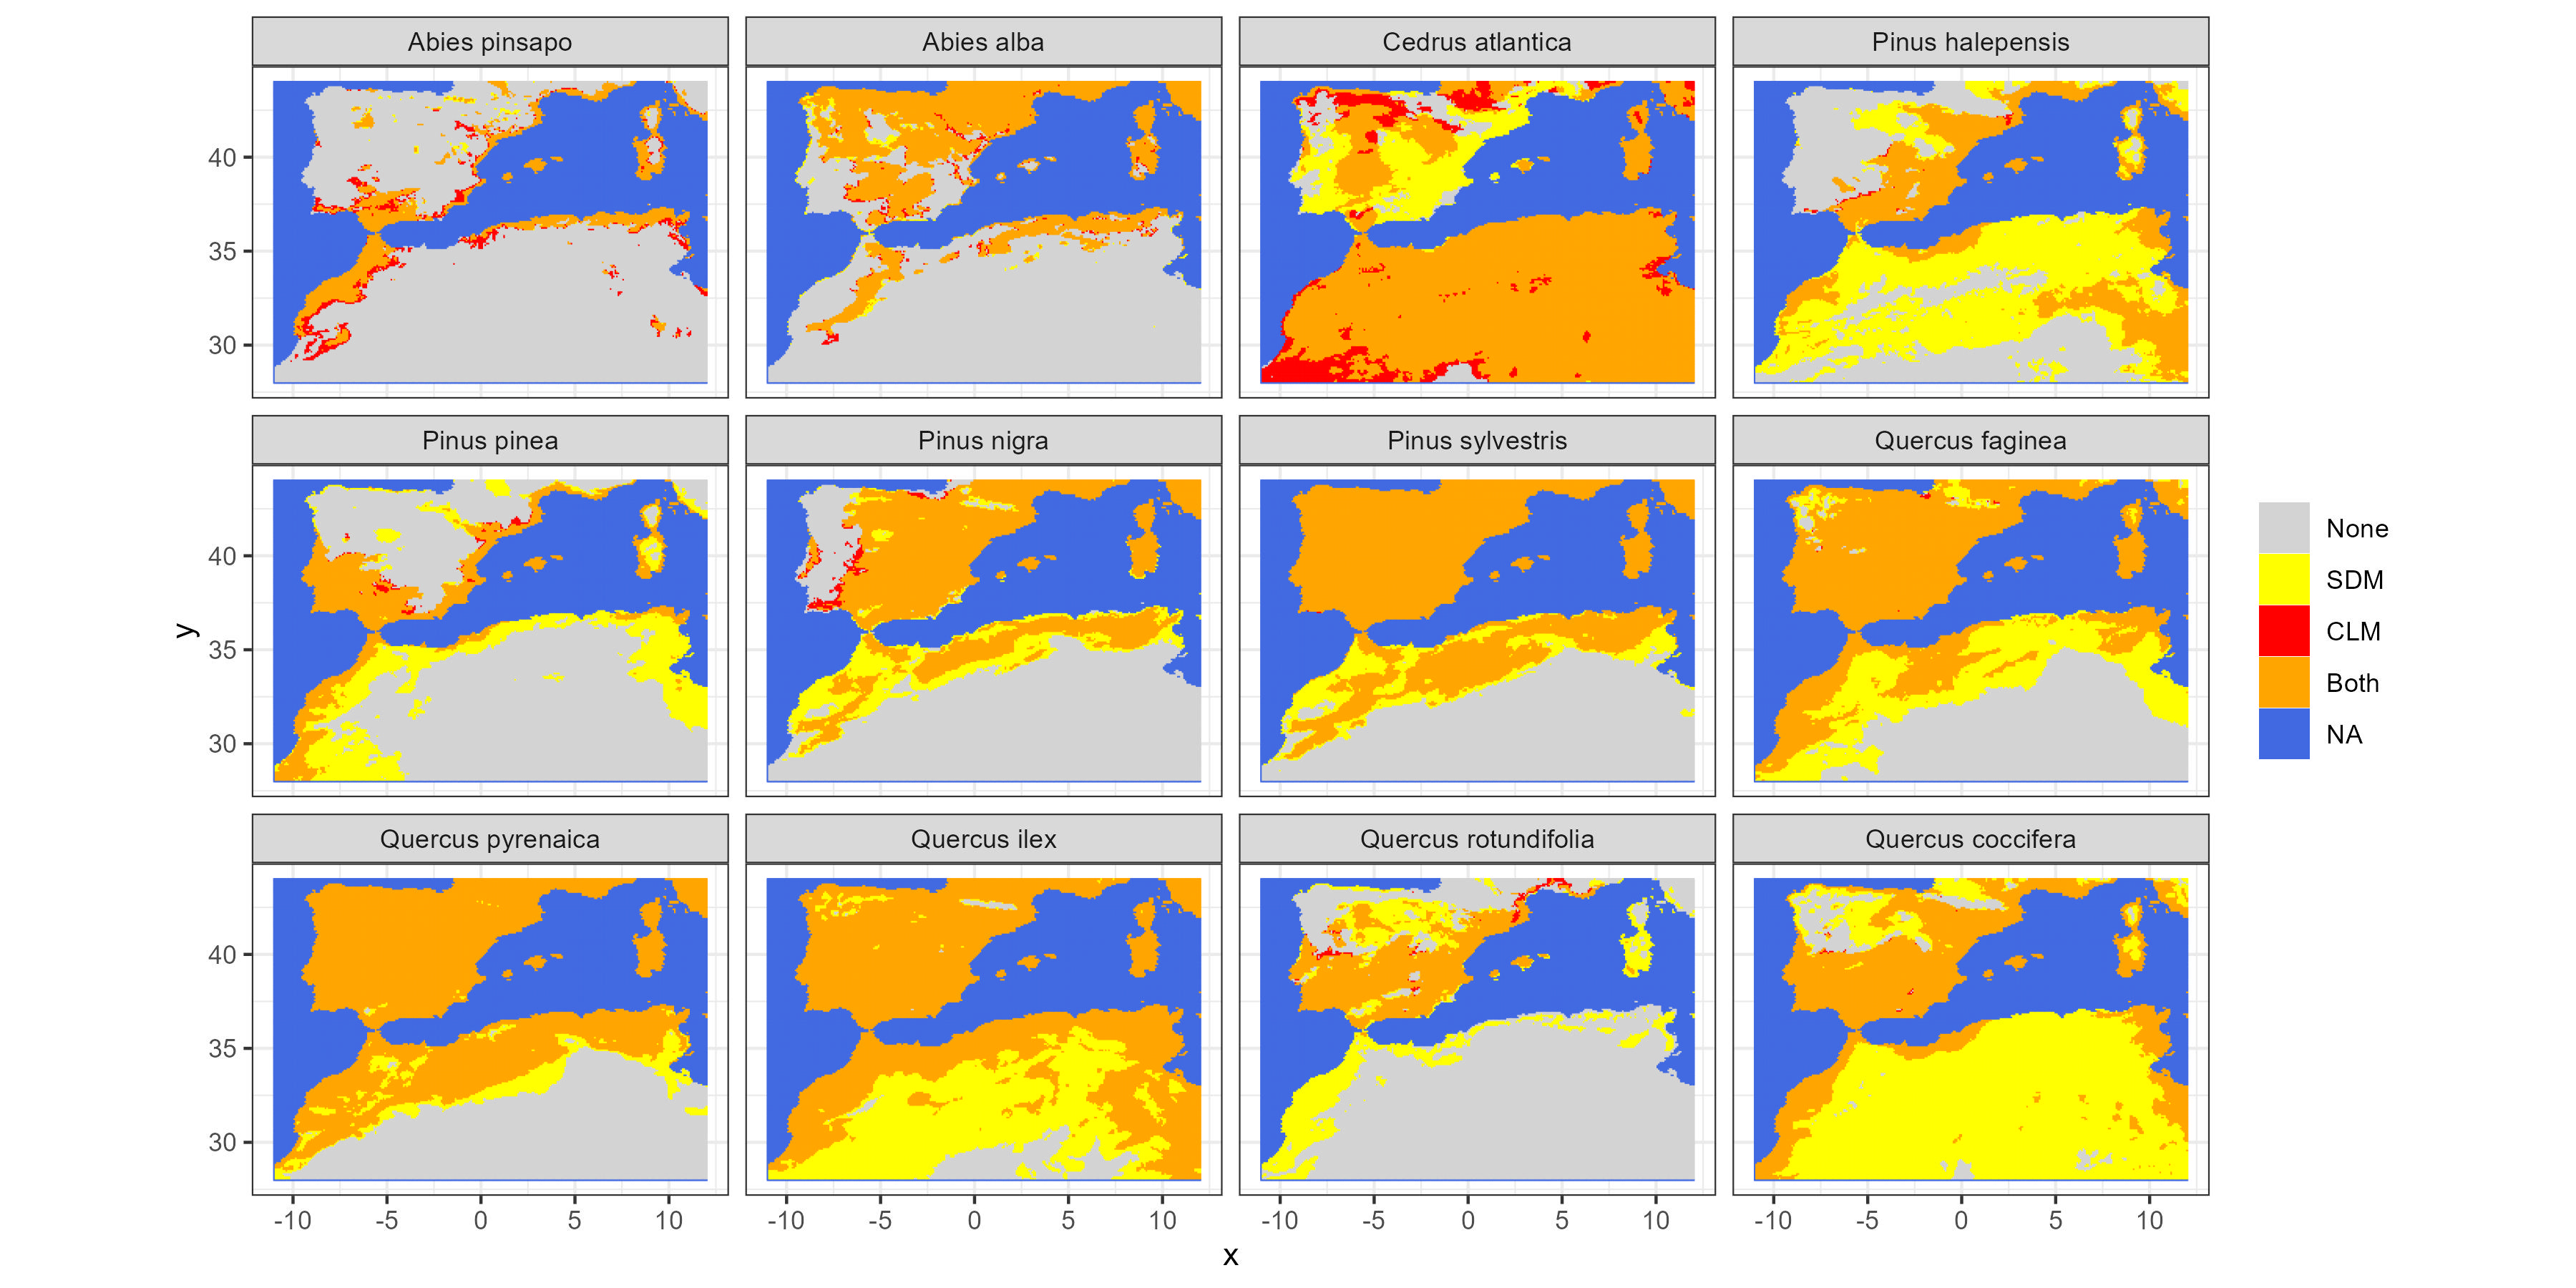 Abies pinsapo
Abies alba
Cedrus atlantica
Pinus halepensis
40
35
30
Pinus pinea
Pinus nigra
Pinus sylvestris
Quercus faginea
40
35
30
y
None
SDM
CLM
Both
NA
Quercus pyrenaica
Quercus ilex
Quercus rotundifolia
Quercus coccifera
40
35
30
-10 -5 0 5 10 -10 -5 0 5 10 -10 -5 0 5 10 -10 -5 0 5 10
x